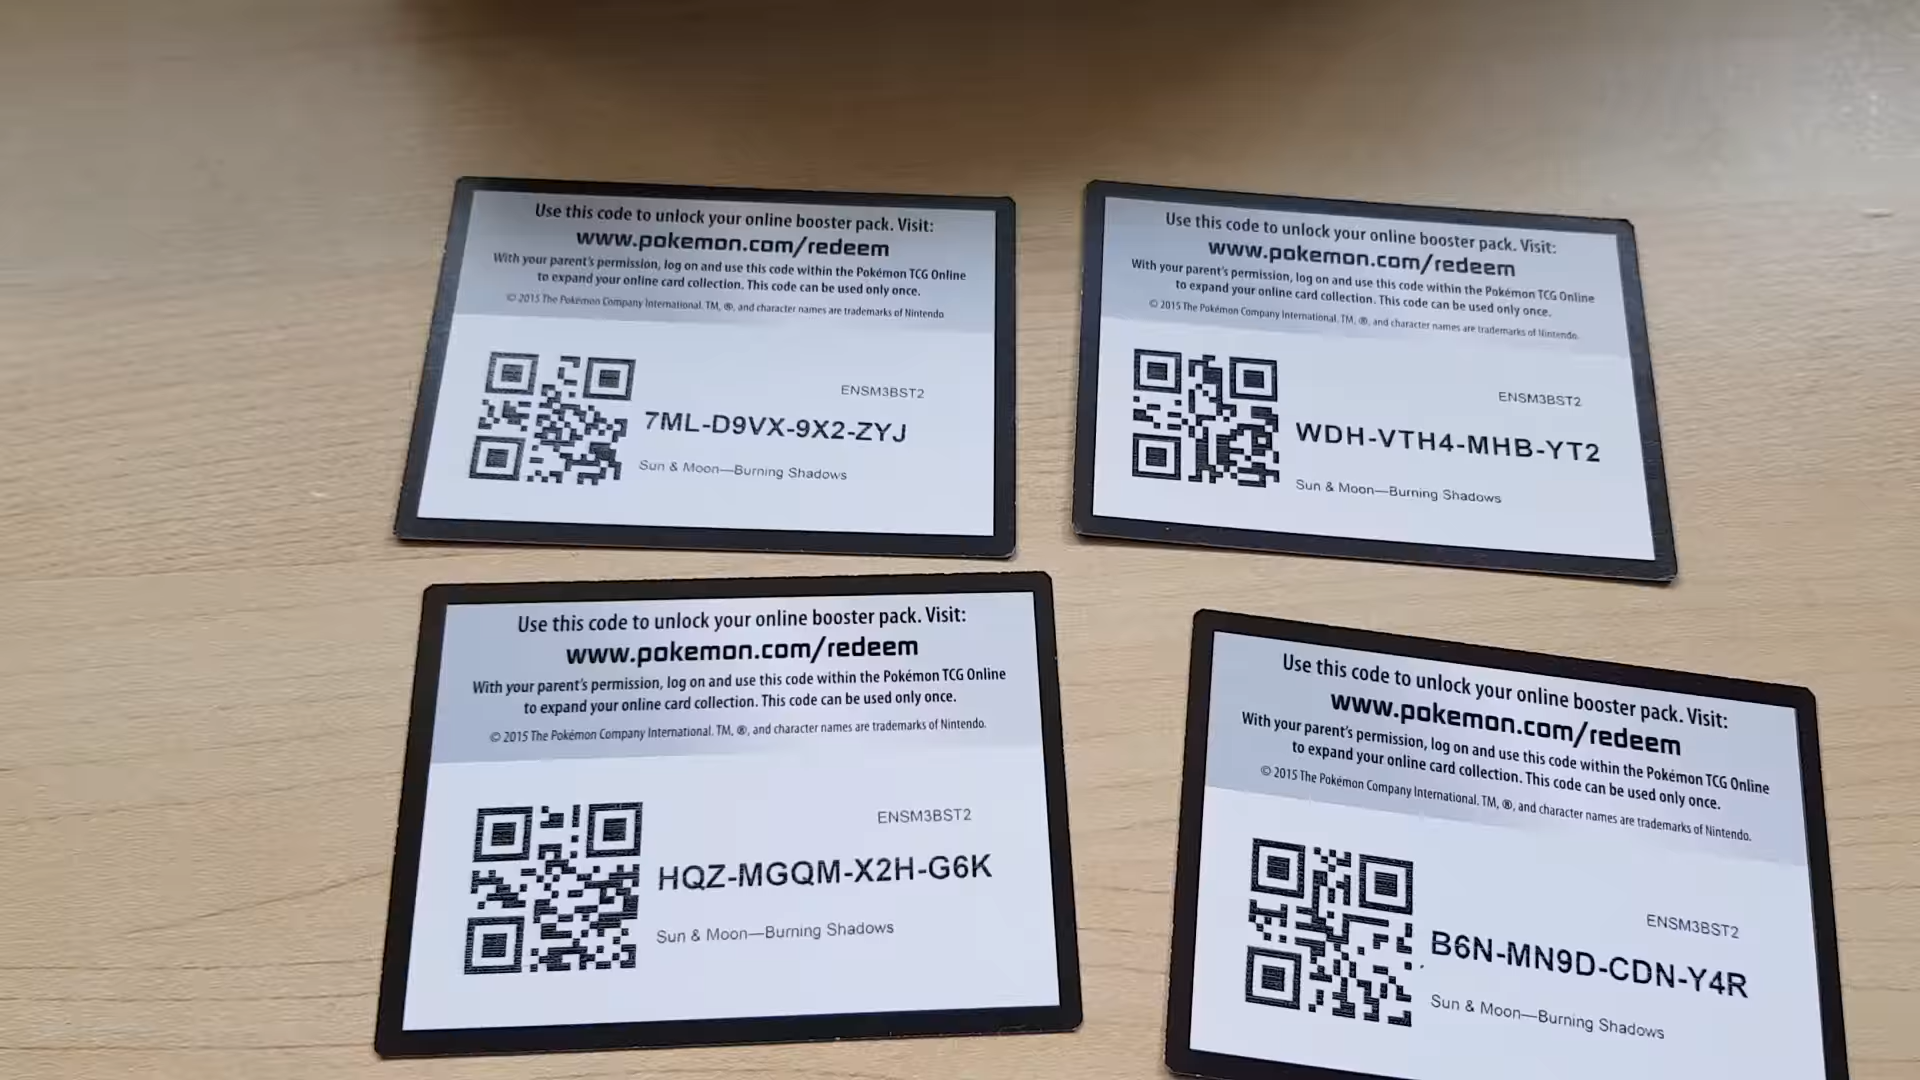 Use this code to unlock your online booster pack. Visit:
www.pokemon.com/redeem
With your parent's permission, log on and use this code within the Pokémon TCG Online
to expand your online card collection. This code can be used only once.
© 2015 The Pokémon Company International. TM, ®, and character names are trademarks of Nintendo
ENSM3BST2
7ML-D9VX-9X2-ZYJ
Sun & Moon—Burning Shadows
Use this code to unlock your online booster pack. Visit:
www.pokemon.com/redeem
With your parent's permission, log on and use this code within the Pokémon TCG Online
to expand your online card collection. This code can be used only once.
© 2015 The Pokémon Company International. TM, ®, and character names are trademarks of Nintendo.
ENSM3BST2
WDH-VTH4-MHB-YT2
Sun & Moon—Burning Shadows
Use this code to unlock your online booster pack. Visit:
www.pokemon.com/redeem
With your parent's permission, log on and use this code within the Pokémon TCG Online
to expand your online card collection. This code can be used only once.
© 2015 The Pokémon Company International. TM, ®, and character names are trademarks of Nintendo.
ENSM3BST2
HQZ-MGQM-X2H-G6K
Sun & Moon—Burning Shadows
Use this code to unlock your online booster pack. Visit:
www.pokemon.com/redeem
With your parent's permission, log on and use this code within the Pokémon TCG Online
to expand your online card collection. This code can be used only once.
© 2015 The Pokémon Company International. TM, ®, and character names are trademarks of Nintendo.
ENSM3BST2
B6N-MN9D-CDN-Y4R
Sun & Moon—Burning Shadows